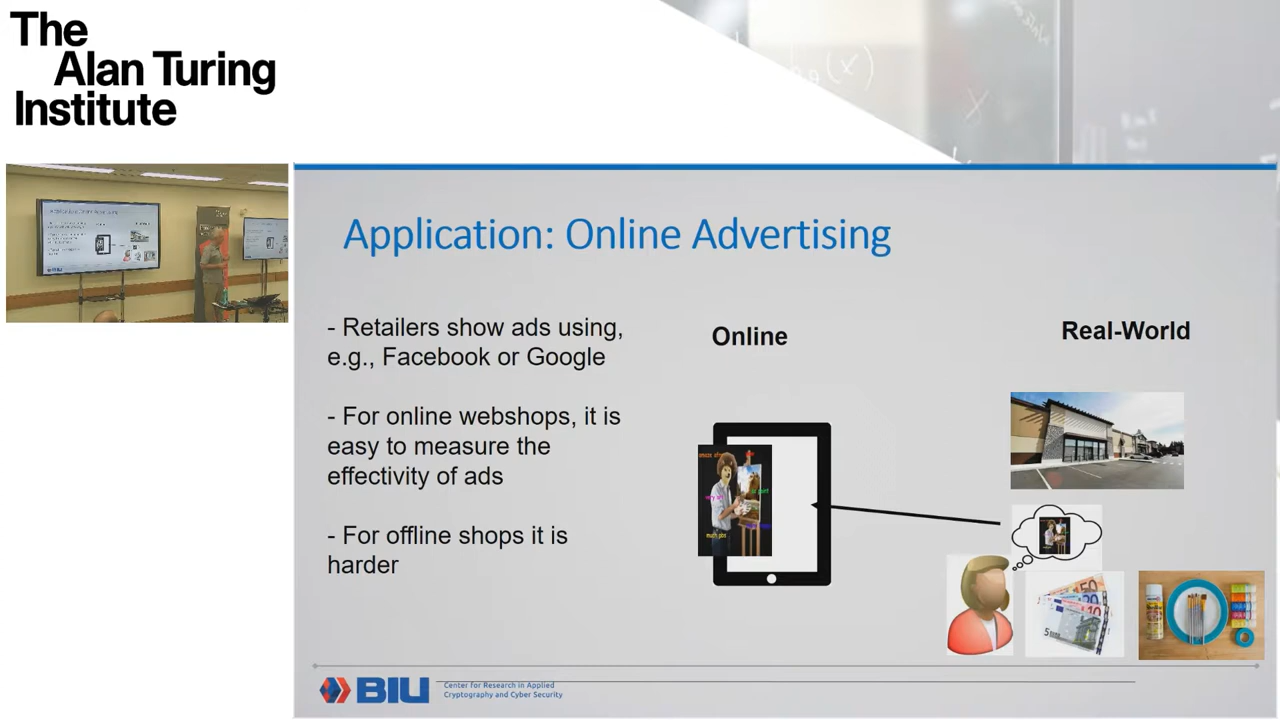 The
Alan Turing
Institute
Application: Online Advertising
- Retailers show ads using,
e.g., Facebook or Google
- For online webshops, it is
easy to measure the
effectivity of ads
- For offline shops it is
harder
Online
Real-World
BIU
Center for Research in Applied
Cryptography and Cyber Security